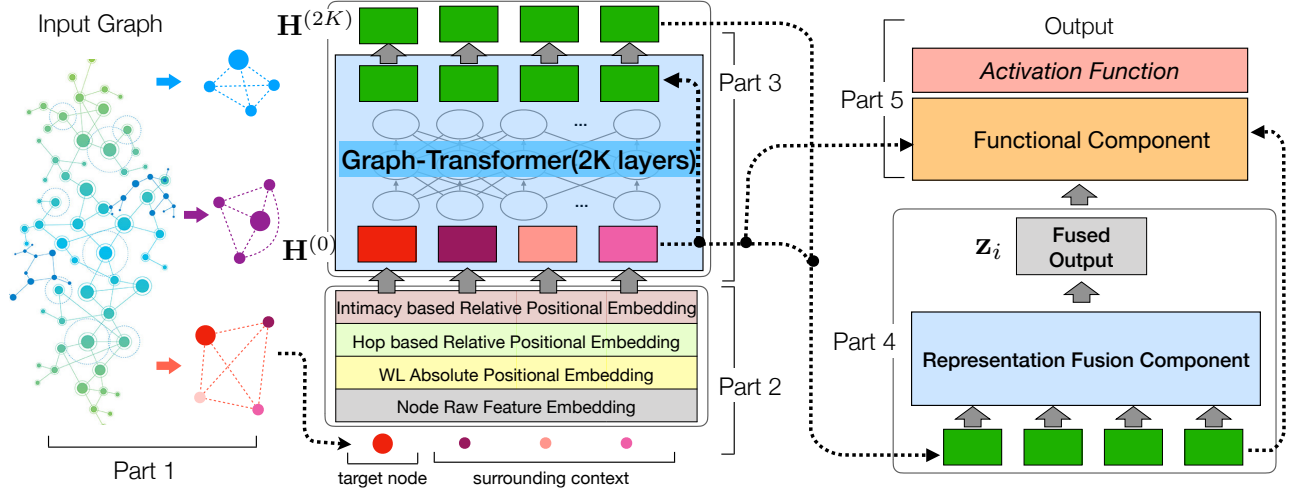 Input Graph
Part 1
H^(2K)
H^(0)
...
Graph-Transformer(2K layers)
...
Part 3
Intimacy based Relative Positional Embedding
Hop based Relative Positional Embedding
WL Absolute Positional Embedding
Node Raw Feature Embedding
Part 2
target node
surrounding context
Output
Activation Function
Functional Component
Part 5
z_i
Fused
Output
Part 4
Representation Fusion Component